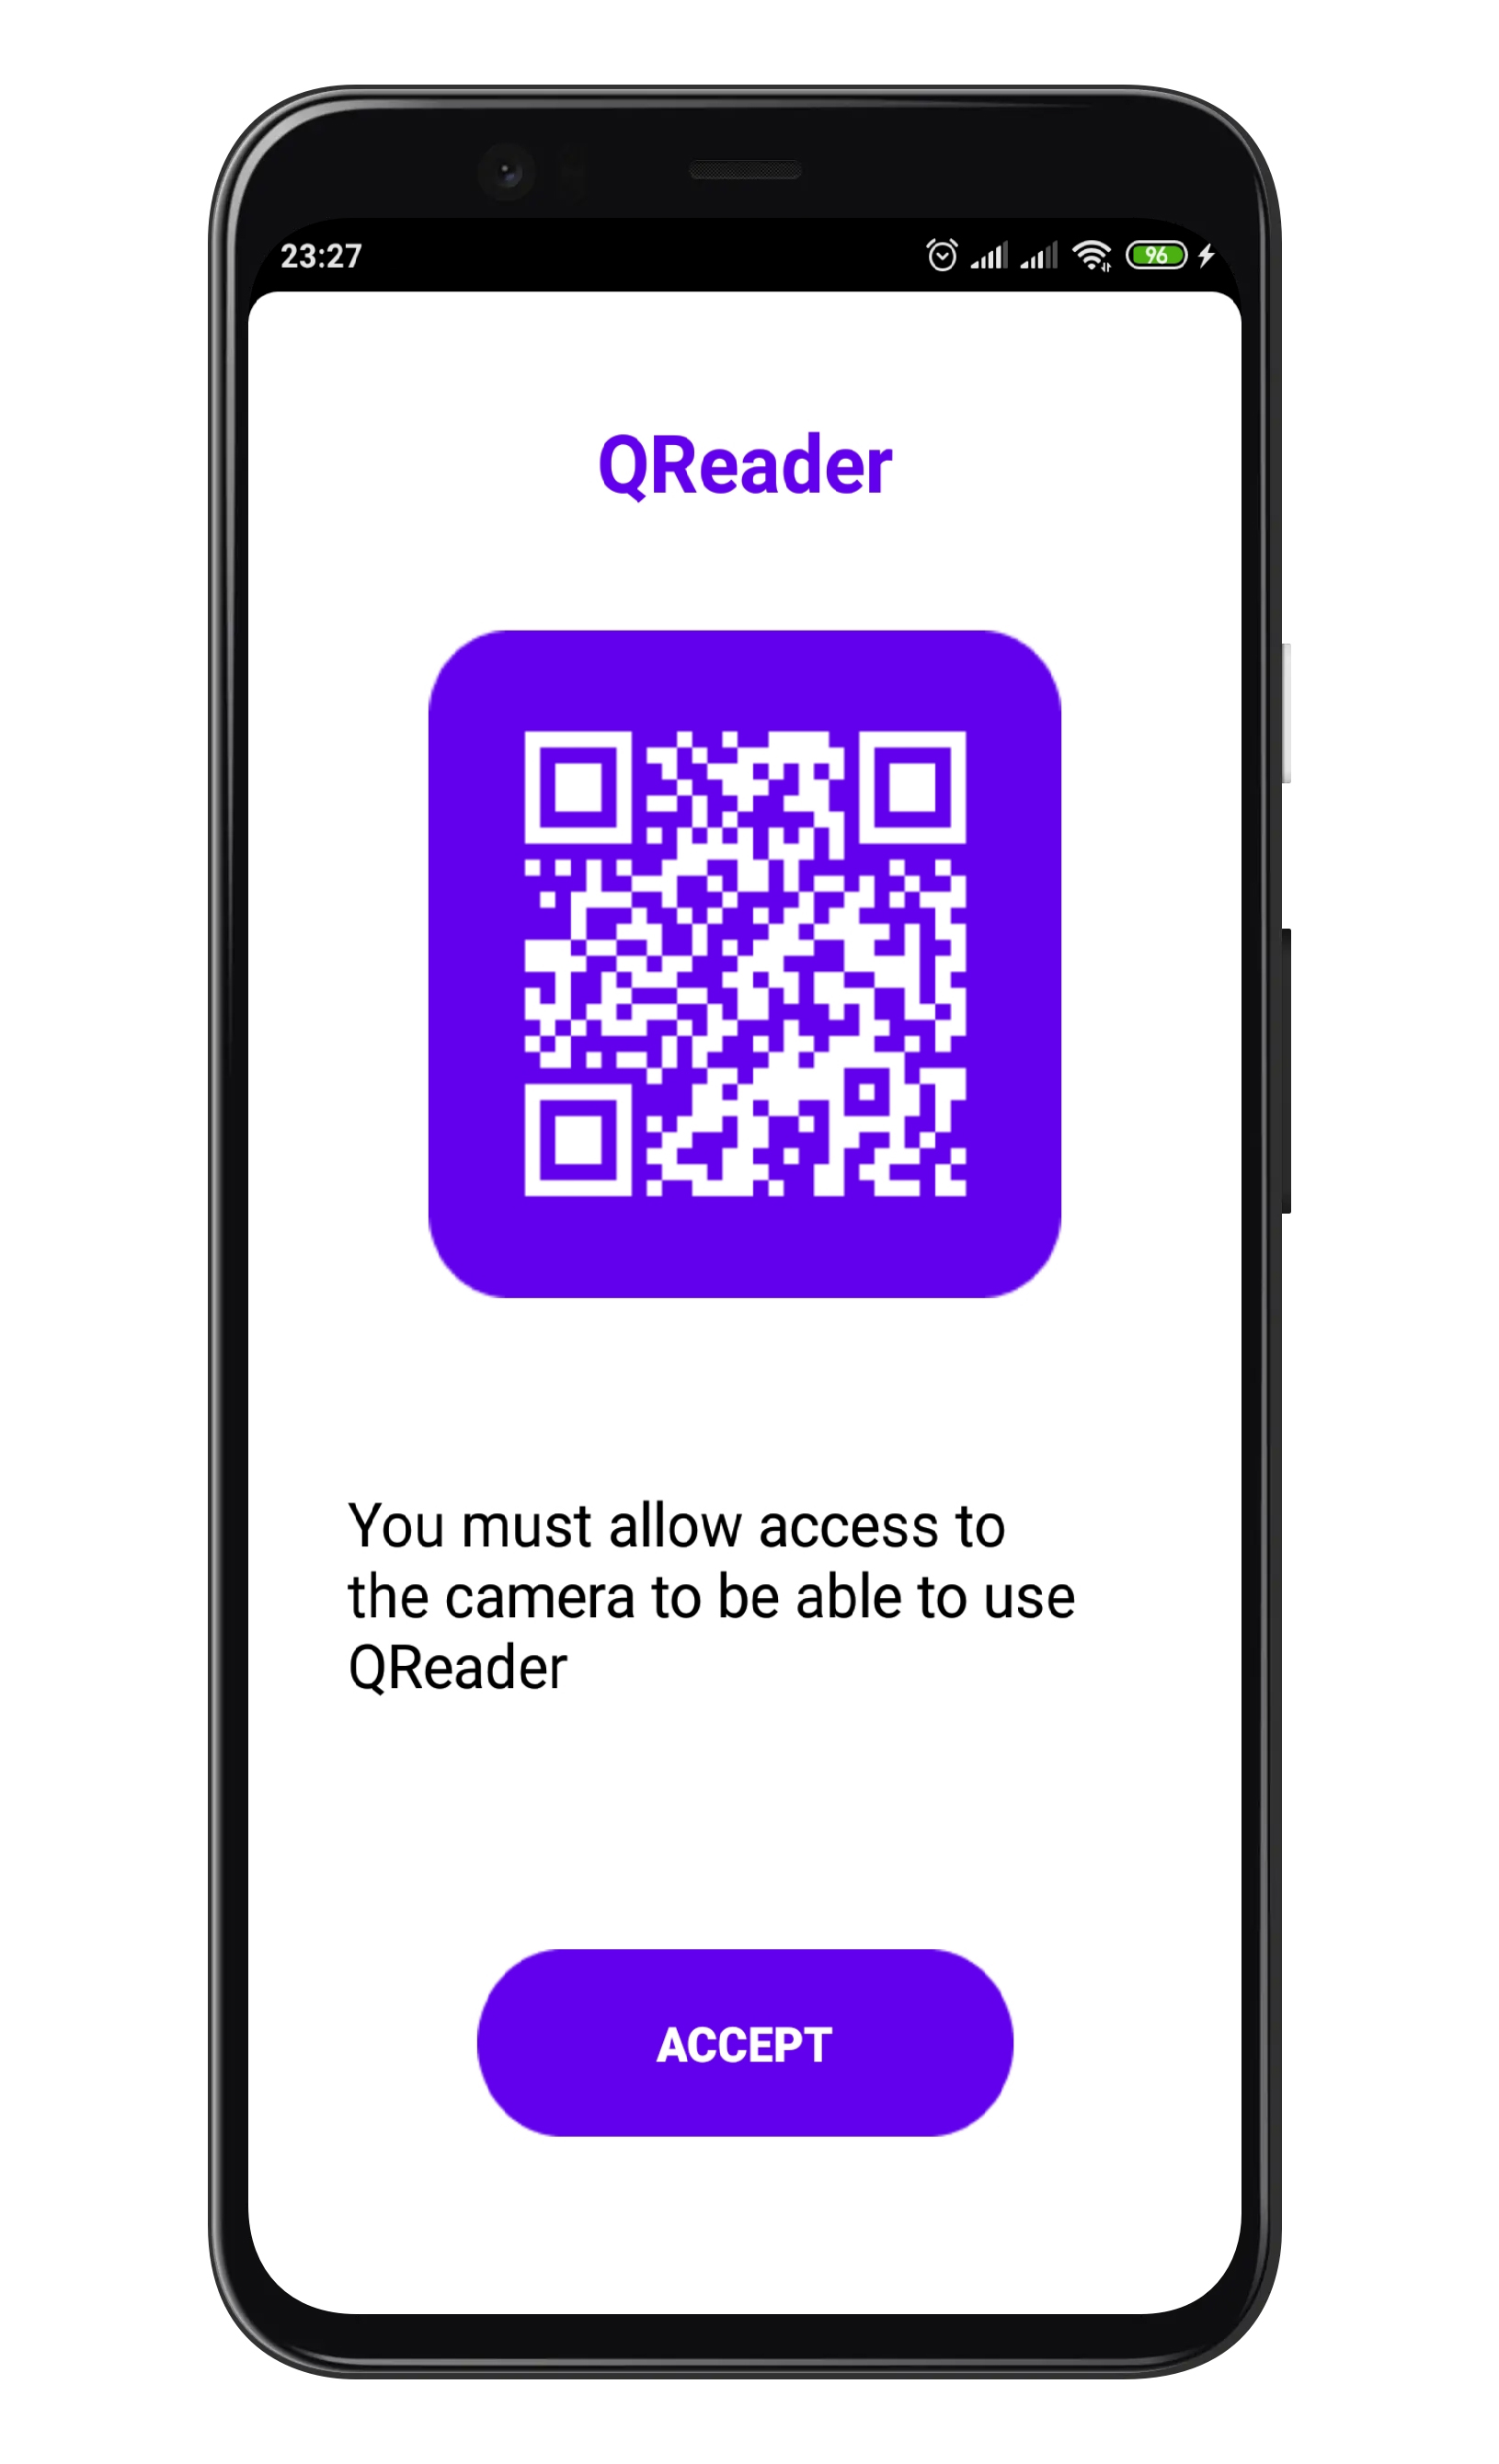 23:27
96
QReader
You must allow access to
the camera to be able to use
QReader
ACCEPT